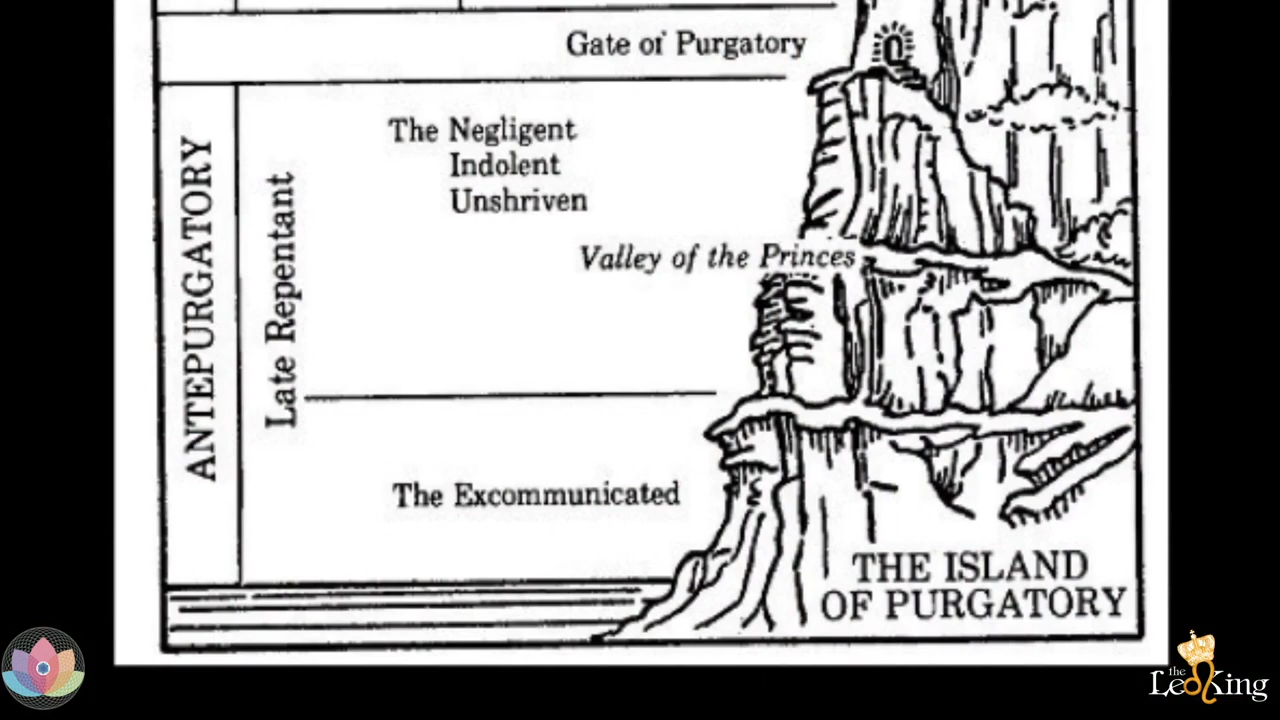 Gate of Purgatory
The Negligent
Indolent
Unshriven
Valley of the Princes
ANTEPURGATORY
Late Repentant
The Excommunicated
THE ISLAND
OF PURGATORY
the
LeoKing